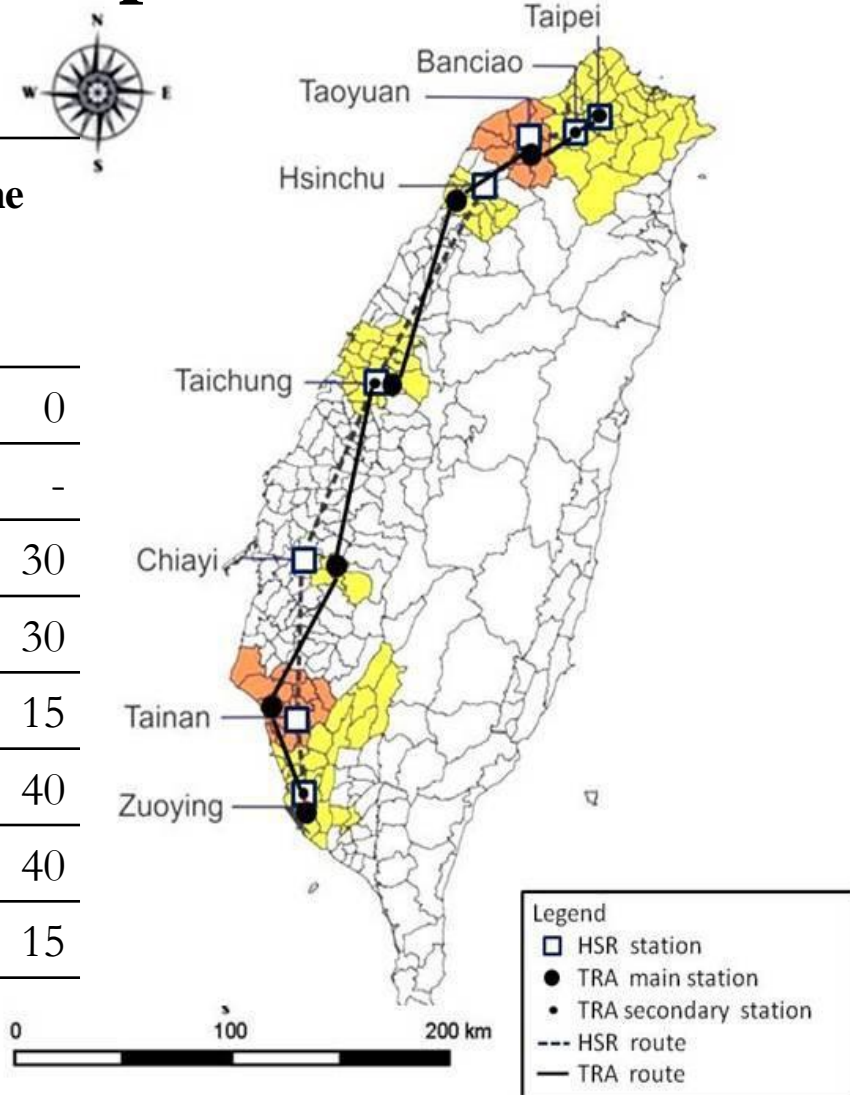 Taipei
N
Banciao
W
E
Taoyuan
S
Hsinchu
0
Taichung
-
30
Chiayi
30
15
Tainan
40
Zuoying
40
15
Legend
HSR station
TRA main station
TRA secondary station
HSR route
TRA route
s
0 100 200 km